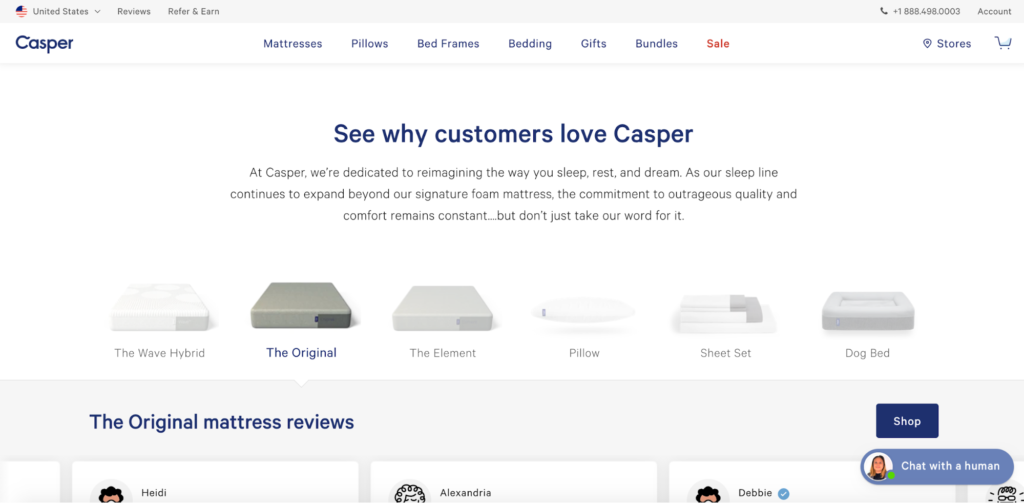 United States
Reviews
Refer & Earn
+1 888.498.0003
Account
Casper
Mattresses
Pillows
Bed Frames
Bedding
Gifts
Bundles
Sale
Stores
See why customers love Casper
At Casper, we're dedicated to reimagining the way you sleep, rest, and dream. As our sleep line
continues to expand beyond our signature foam mattress, the commitment to outrageous quality and
comfort remains constant....but don't just take our word for it.
The Wave Hybrid
The Original
The Element
Pillow
Sheet Set
Dog Bed
The Original mattress reviews
Shop
Chat with a human
Heidi
Alexandria
Debbie